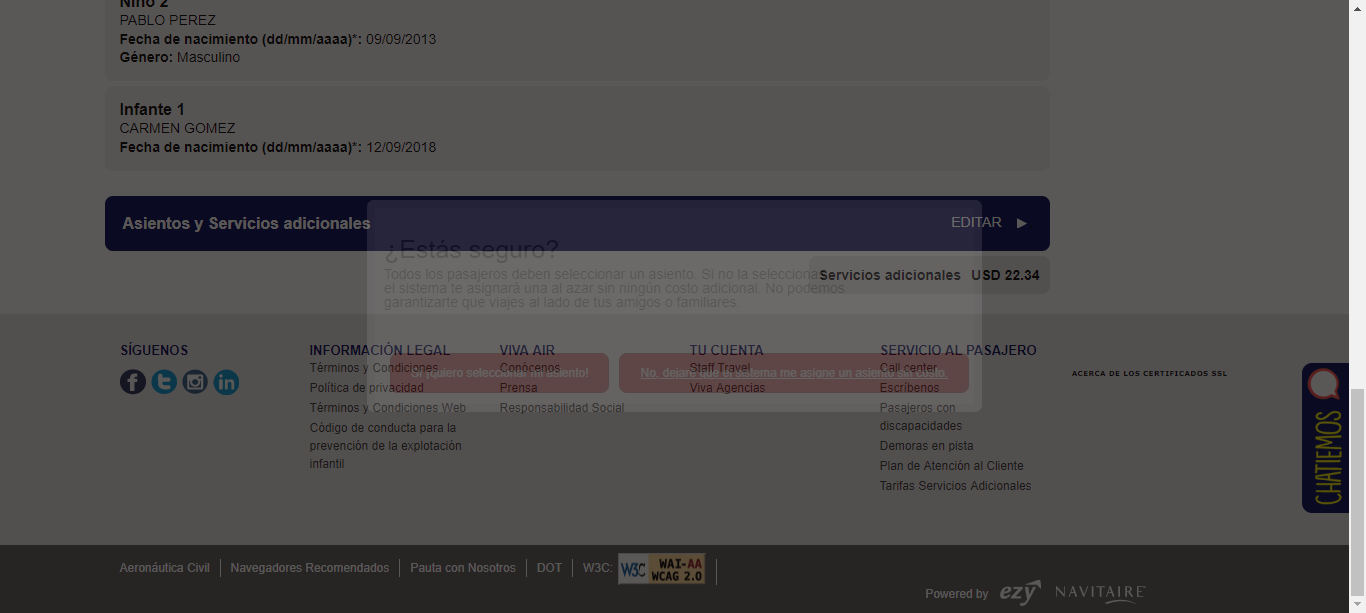 Niño 2
PABLO PEREZ
Fecha de nacimiento (dd/mm/aaaa)*: 09/09/2013
Género: Masculino
Infante 1
CARMEN GOMEZ
Fecha de nacimiento (dd/mm/aaaa)*: 12/09/2018
Asientos y Servicios adicionales
EDITAR
¿Estás seguro?
Todos los pasajeros deben seleccionar un asiento. Si no la selecciona
el sistema te asignará una al azar sin ningún costo adicional. No podemos
garantizarte que viajes al lado de tus amigos o familiares.
Servicios adicionales USD 22.34
Sí ¡quiero seleccionar mi asiento!
No, dejaré que el sistema me asigne un asiento sin costo.
SÍGUENOS
INFORMACIÓN LEGAL
Términos y Condiciones
Política de privacidad
Términos y Condiciones Web
Código de conducta para la
prevención de la explotación
infantil
VIVA AIR
Conócenos
Prensa
Responsabilidad Social
TU CUENTA
Staff Travel
Viva Agencias
SERVICIO AL PASAJERO
Call center
Escríbenos
Pasajeros con
discapacidades
Demoras en pista
Plan de Atención al Cliente
Tarifas Servicios Adicionales
ACERCA DE LOS CERTIFICADOS SSL
CHATIEMOS
Aeronáutica Civil
Navegadores Recomendados
Pauta con Nosotros
DOT
W3C:
W3C WAI-AA
WCAG 2.0
Powered by ezy NAVITAIRE